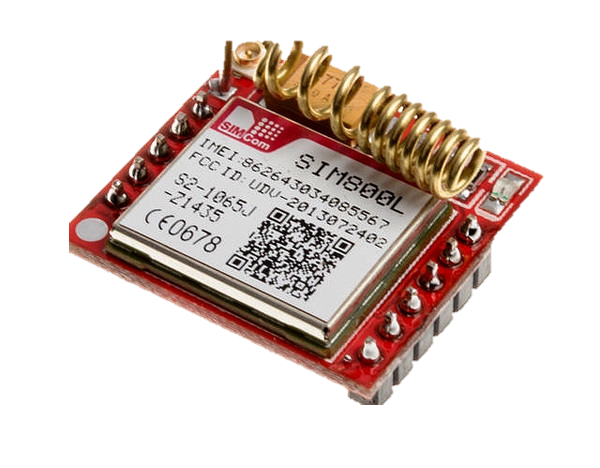 SIMCom
SIM800L
IMEI:862643034085567
FCC ID: UDV-2013072402
S2-1065J
-Z1435
CE0678